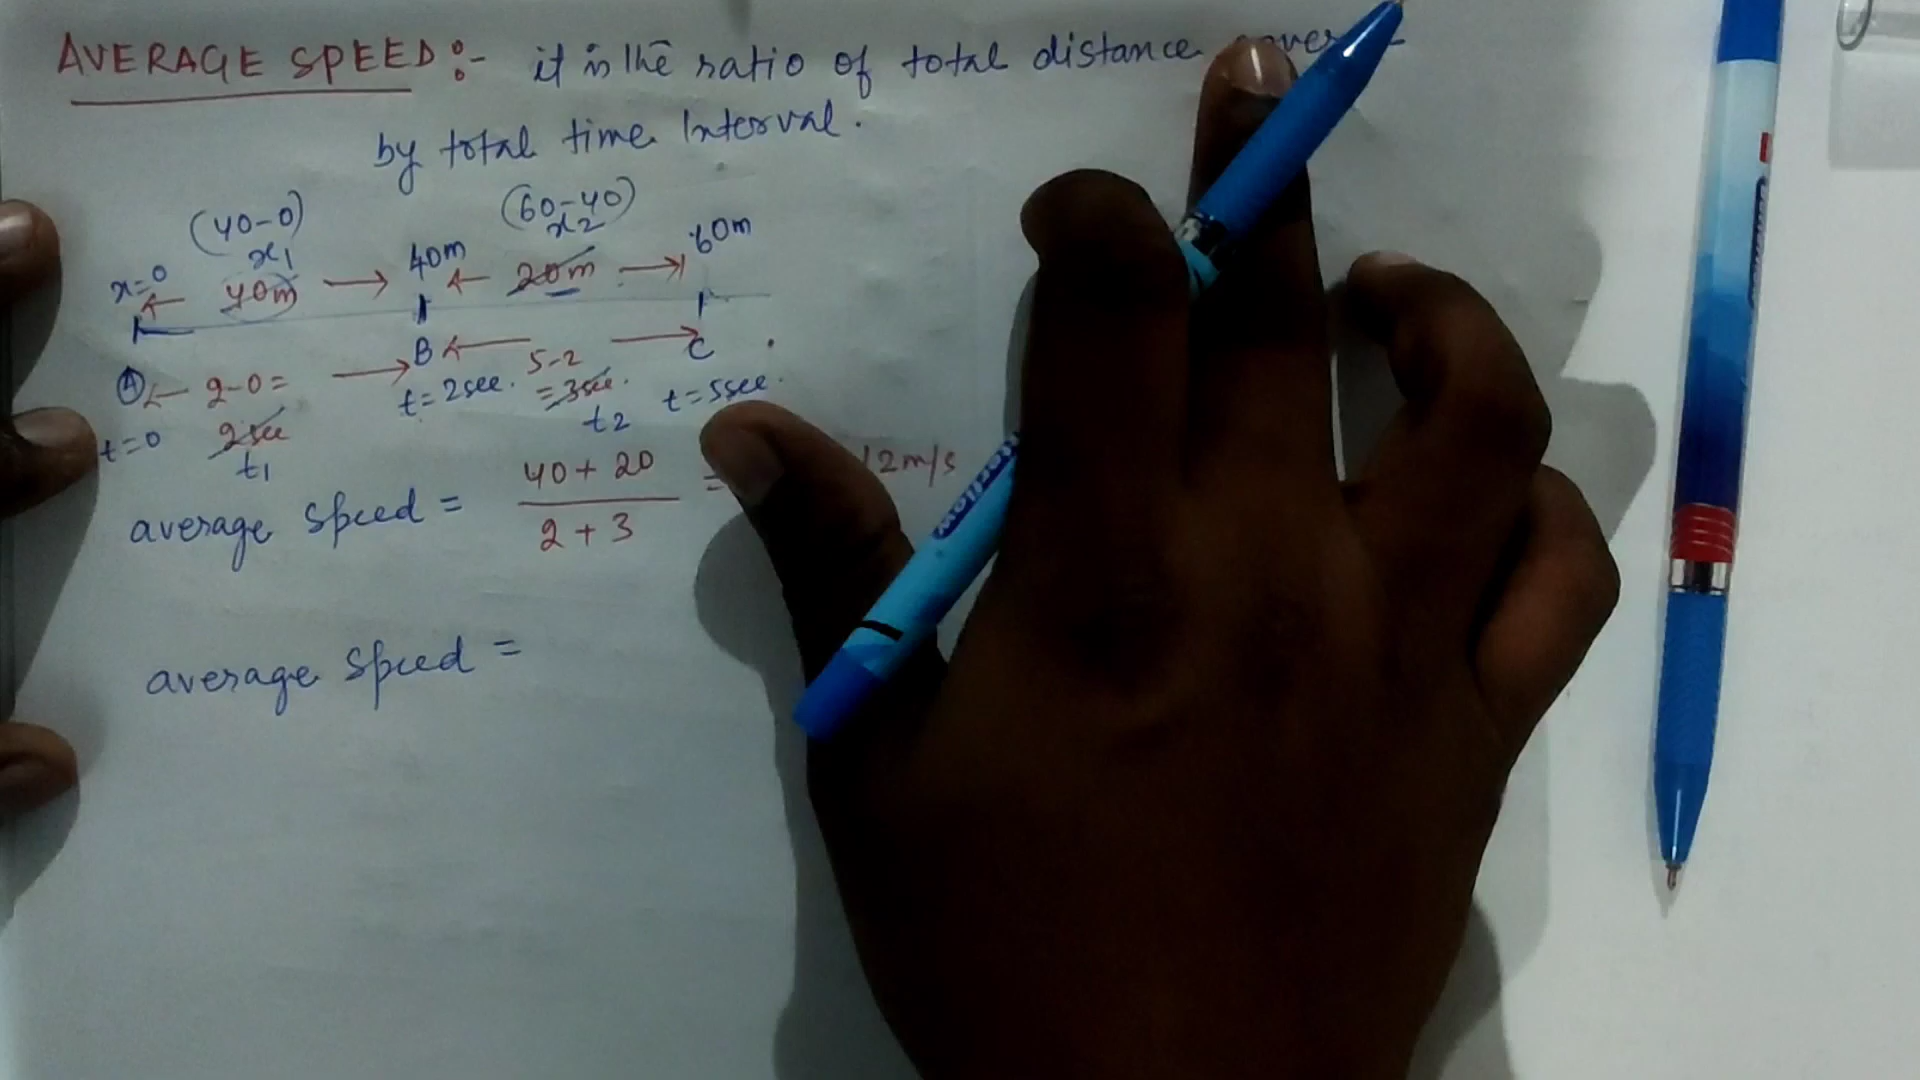 AVERAGE SPEED :- it is the ratio of total distance
by total time Interval.
(40-0) (60-40)
x1 x2
x=0 40m 40m 20m 60m
A B C
2-0= 5-2
2sec t=2sec. =3sec. t=5sec.
t=0 t1 t2
average speed = 40 + 20 / 2 + 3 = 12m/s
average speed =